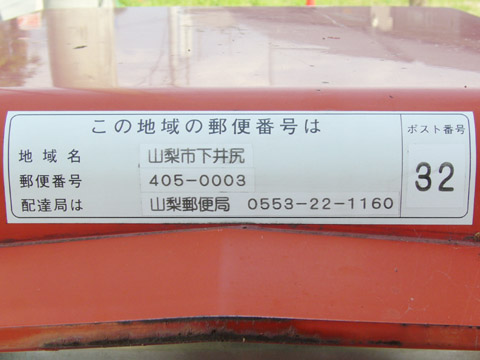 この地域の郵便番号は
地域名 山梨市下井尻
郵便番号 405-0003
配達局は 山梨郵便局 0553-22-1160
ポスト番号
32